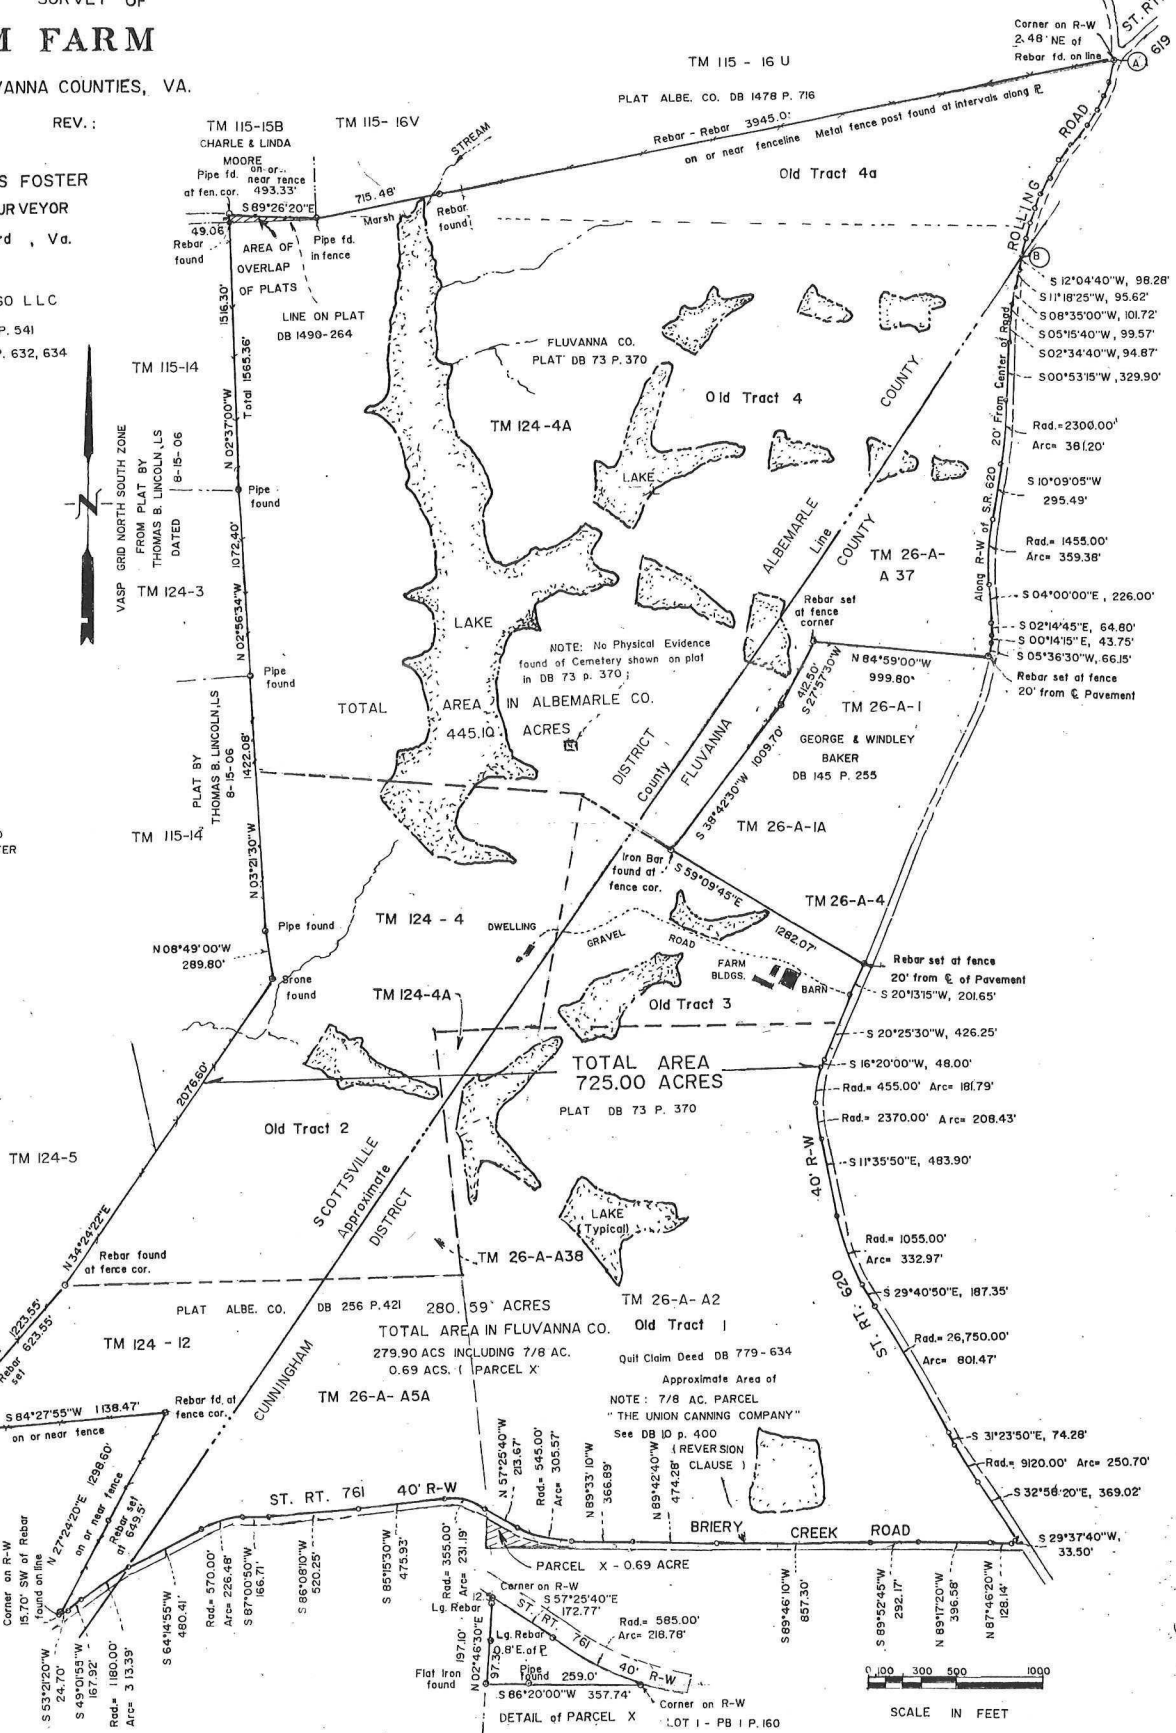 SURVEY OF
M FARM
VANNA COUNTIES, VA.
REV.:
S FOSTER
URVEYOR
rd , Va.
GO LLC
P. 541
P. 632, 634
TM 115-15B
CHARLE & LINDA
MOORE
Pipe fd.
at fen. cor.
on or
near fence
493.33'
S 89°26'20"E
49.06
Rebar
found
AREA OF
OVERLAP
OF PLATS
Pipe fd.
in fence
LINE ON PLAT
DB 1490-264
TM 115-16V
715.48'
STREAM
Marsh
Rebar
found
TM 115 - 16 U
PLAT ALBE. CO. DB 1478 P. 716
Rebar - Rebar 3945.0'
on or near fenceline Metal fence post found at intervals along PL
Old Tract 4a
Corner on R-W
2.48' NE of
Rebar fd. on line
ST. RT.
619
A
ROLLING ROAD
B
S 12°04'40"W, 98.28'
S 11°18'25"W, 95.62'
S 08°35'00"W, 101.72'
S 05°15'40"W, 99.57'
S 02°34'40"W, 94.87'
S 00°53'15"W, 329.90'
Rad.=2300.00'
Arc= 381.20'
S 10°09'05"W
295.49'
Rad.= 1455.00'
Arc= 359.38'
S 04°00'00"E, 226.00'
S 02°14'45"E, 64.80'
S 00°14'15"E, 43.75'
S 05°36'30"W, 66.15'
Rebar set at fence
20' from CL Pavement
Along R-W of S.R. 620
20' From Center of Road
1516.30'
Total 1565.36'
N 02°37'00"W
TM 115-14
VASP GRID NORTH SOUTH ZONE
FROM PLAT BY
THOMAS B. LINCOLN, LS
DATED 8-15-06
N
Pipe
found
1072.40'
N 02°56'34"W
TM 124-3
Pipe
found
PLAT BY
THOMAS B. LINCOLN, LS
8-15-06
1422.08'
N 03°21'30"W
TM 115-14
TER
Pipe found
N 08°49'00"W
289.80'
Stone
found
FLUVANNA CO.
PLAT DB 73 P. 370
Old Tract 4
TM 124-4A
LAKE
LAKE
COUNTY
ALBEMARLE
Line
COUNTY
TM 26-A-
A 37
Rebar set
at fence
corner
N 84°59'00"W
999.80'
412.50'
S 27°57'30"W
TM 26-A-1
GEORGE & WINDLEY
BAKER
DB 145 P. 255
NOTE: No Physical Evidence
found of Cemetery shown on plat
in DB 73 p. 370;
TOTAL AREA IN ALBEMARLE CO.
445.10 ACRES
DISTRICT
County
FLUVANNA
S 38°42'30"W 1009.70'
TM 26-A-1A
Iron Bar
found at
fence cor.
S 59°09'45"E
1282.07'
TM 26-A-4
TM 124 - 4
DWELLING
GRAVEL ROAD
FARM
BLDGS.
BARN
Rebar set at fence
20' from CL of Pavement
S 20°13'15"W, 201.65'
S 20°25'30"W, 426.25'
S 16°20'00"W, 48.00'
Rad.= 455.00' Arc= 181.79'
Rad.= 2370.00' Arc= 208.43'
S 11°35'50"E, 483.90'
Rad.= 1055.00'
Arc= 332.97'
S 29°40'50"E, 187.35'
Rad.= 26,750.00'
Arc= 801.47'
S 31°23'50"E, 74.28'
Rad.= 9120.00' Arc= 250.70'
S 32°58'20"E, 369.02'
S 29°37'40"W,
33.50'
40' R-W
ST. RT. 620
TM 124-4A
Old Tract 3
TOTAL AREA
725.00 ACRES
PLAT DB 73 P. 370
2076.60'
N 34°24'22"E
Old Tract 2
TM 124-5
SCOTTSVILLE
Approximate
DISTRICT
LAKE
(Typical)
Rebar found
at fence cor.
TM 26-A-A38
PLAT ALBE. CO. DB 256 P. 421
280.59 ACRES
TOTAL AREA IN FLUVANNA CO.
279.90 ACS INCLUDING 7/8 AC.
0.69 ACS. ( PARCEL X
TM 26-A-A2
Old Tract 1
Quit Claim Deed DB 779-634
Approximate Area of
NOTE: 7/8 AC. PARCEL
"THE UNION CANNING COMPANY"
See DB 10 p. 400
(REVERSION
CLAUSE )
1223.55'
Rebar 623.55'
set
TM 124 - 12
CUNNINGHAM
TM 26-A-A5A
Rebar fd. at
fence cor.
S 84°27'55"W 1138.47'
on or near fence
N 27°24'20"E 1298.60'
on or near fence
Rebar set
at 649.5'
Corner on R-W
15.70' SW of Rebar
found on line
ST. RT. 761 40' R-W
N 57°25'40"W
213.67'
Rad.= 545.00'
Arc= 305.57'
N 89°33'10"W
366.89'
N 89°42'40"W
474.28'
BRIERY CREEK ROAD
PARCEL X - 0.69 ACRE
S 53°21'20"W
24.70'
S 49°01'55"W
167.92'
Rad.= 1180.00'
Arc= 313.39'
S 64°14'55"W
480.41'
Rad.= 570.00'
Arc= 226.48'
S 87°00'50"W
166.71'
S 86°08'10"W
520.25'
S 85°15'30"W
475.93'
Rad.= 355.00'
Arc= 231.19'
S 89°46'10"W
857.30'
S 89°52'45"W
292.17'
N 89°17'20"W
396.58'
N 87°46'20"W
128.14'
Corner on R-W
S 57°25'40"E
172.77'
12.5
Lg. Rebar
ST. RT. 761
Rad.= 585.00'
Arc= 218.78'
Lg. Rebar
0.8' E. of PL
197.10'
N 02°46'30"E
97.30'
Pipe
found
259.0'
40' R-W
Flat Iron
found
S 86°20'00"W 357.74'
Corner on R-W
DETAIL of PARCEL X
LOT 1 - PB 1 P. 160
0 100 300 500 1000
SCALE IN FEET